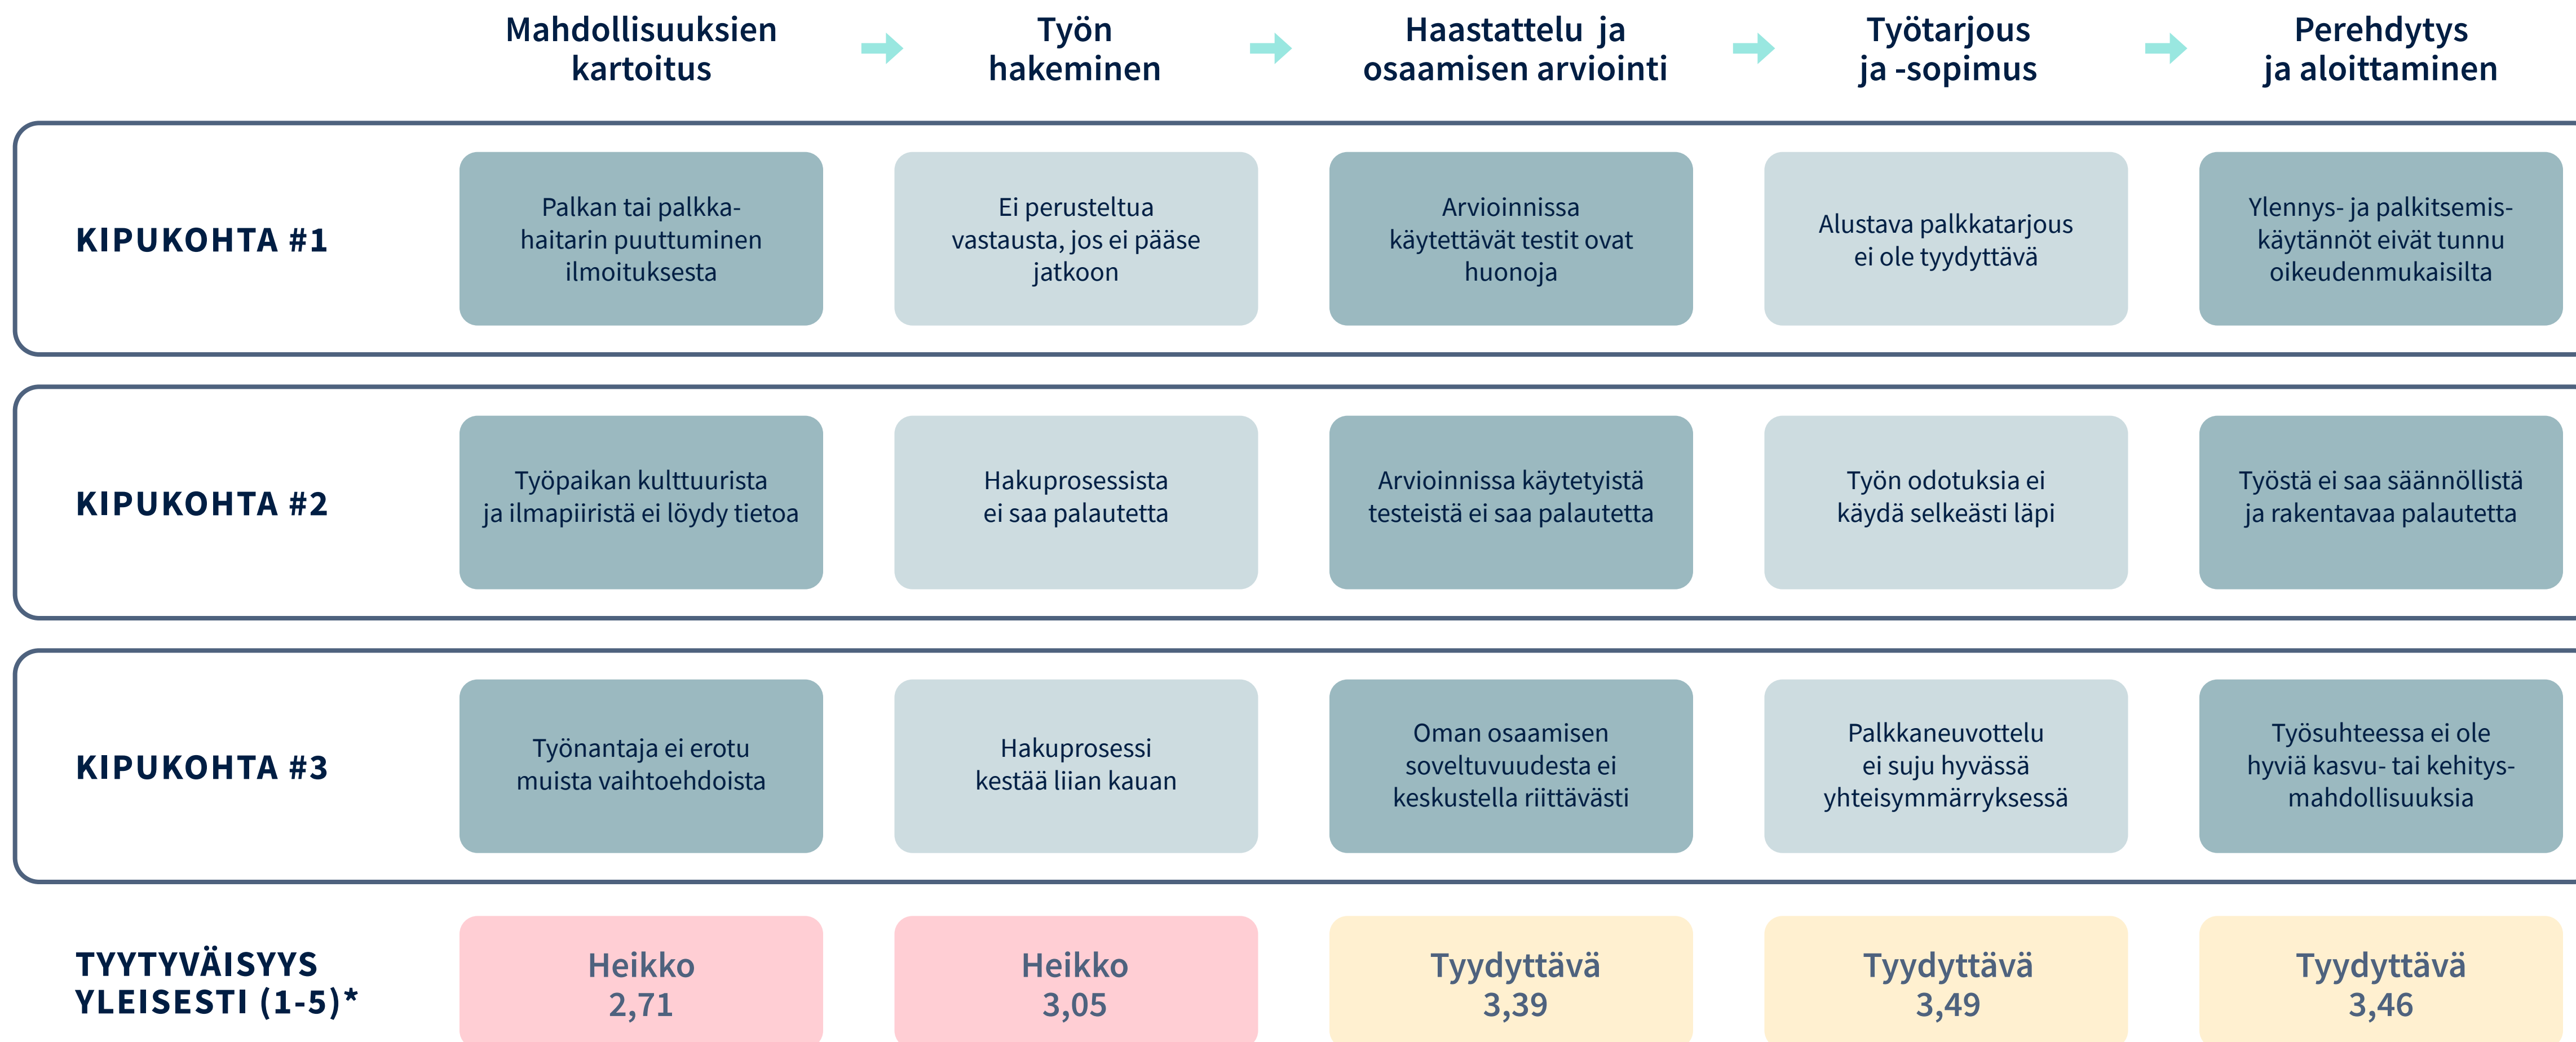 Mahdollisuuksien
kartoitus
Työn
hakeminen
Haastattelu ja
osaamisen arviointi
Työtarjous
ja -sopimus
Perehdytys
ja aloittaminen
KIPUKOHTA #1
Palkan tai palkka-
haitarin puuttuminen
ilmoituksesta
Ei perusteltua
vastausta, jos ei pääse
jatkoon
Arvioinnissa
käytettävät testit ovat
huonoja
Alustava palkkatarjous
ei ole tyydyttävä
Ylennys- ja palkitsemis-
käytännöt eivät tunnu
oikeudenmukaisilta
KIPUKOHTA #2
Työpaikan kulttuurista
ja ilmapiiristä ei löydy tietoa
Hakuprosessista
ei saa palautetta
Arvioinnissa käytetyistä
testeistä ei saa palautetta
Työn odotuksia ei
käydä selkeästi läpi
Työstä ei saa säännöllistä
ja rakentavaa palautetta
KIPUKOHTA #3
Työnantaja ei erotu
muista vaihtoehdoista
Hakuprosessi
kestää liian kauan
Oman osaamisen
soveltuvuudesta ei
keskustella riittävästi
Palkkaneuvottelu
ei suju hyvässä
yhteisymmärryksessä
Työsuhteessa ei ole
hyviä kasvu- tai kehitys-
mahdollisuuksia
TYYTYVÄISYYS
YLEISESTI (1-5)*
Heikko
2,71
Heikko
3,05
Tyydyttävä
3,39
Tyydyttävä
3,49
Tyydyttävä
3,46